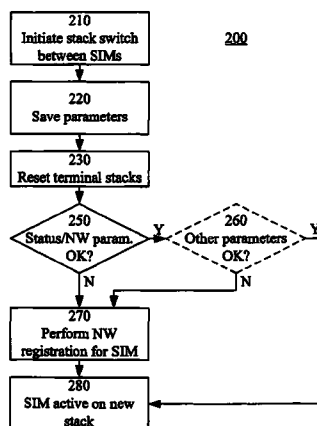 210
Initiate stack switch
between SIMs
200
220
Save parameters
230
Reset terminal stacks
250
Status/NW param.
OK?
Y
260
Other parameters
OK?
Y
N
N
270
Perform NW
registration for SIM
280
SIM active on new
stack